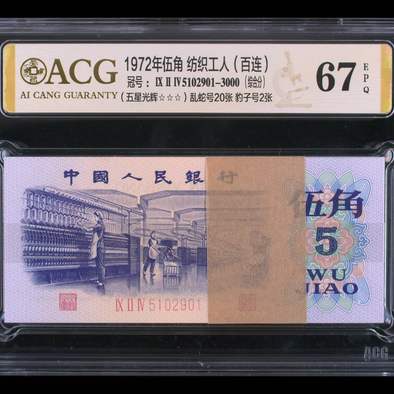 ACG
AI CANG GUARANTY
1972年伍角 纺织工人（百连）
冠号：IX II IV 5102901-3000（综合分）
（五星光辉☆☆☆）乱蛇号20张 豹子号2张
67 EPQ
中國人民銀行
伍角
5
WU
JIAO
IX II IV 5102901
ACG